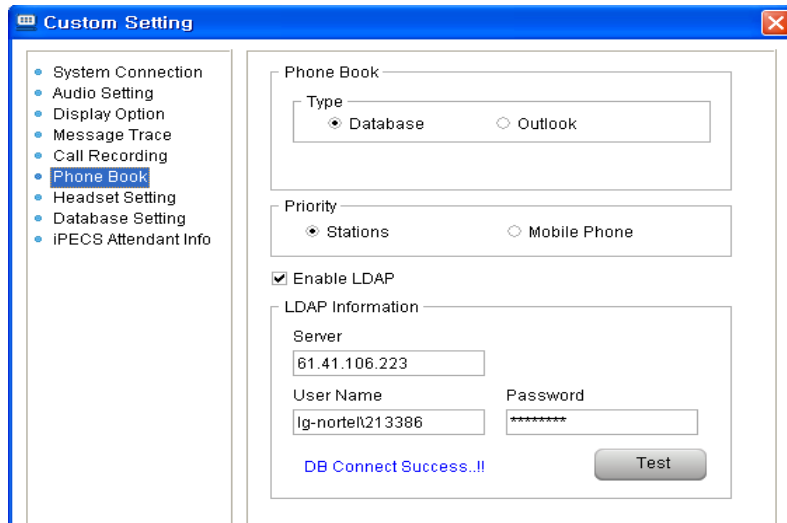 Custom Setting
System Connection
Audio Setting
Display Option
Message Trace
Call Recording
Phone Book
Headset Setting
Database Setting
iPECS Attendant Info
Phone Book
Type
Database
Outlook
Priority
Stations
Mobile Phone
Enable LDAP
LDAP Information
Server
61.41.106.223
User Name
Password
lg-nortel\213386
********
DB Connect Success..!!
Test